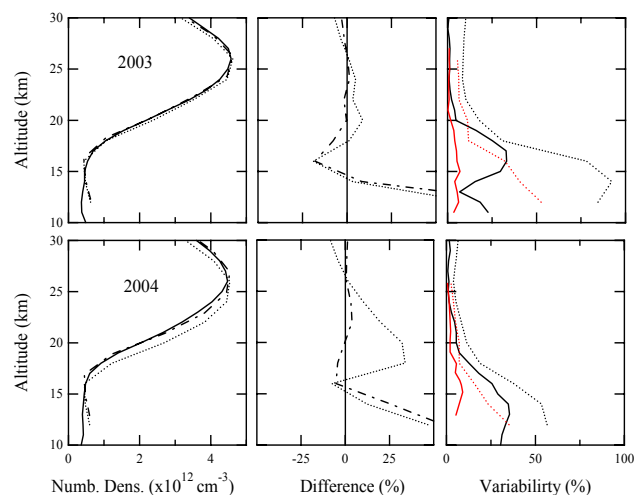 30
25
20
15
10
Altitude (km)
2003
30
25
20
15
10
Altitude (km)
2004
0 2 4
-25 0 25
0 50 100
Numb. Dens. (x10¹² cm⁻³)
Difference (%)
Variabilirty (%)